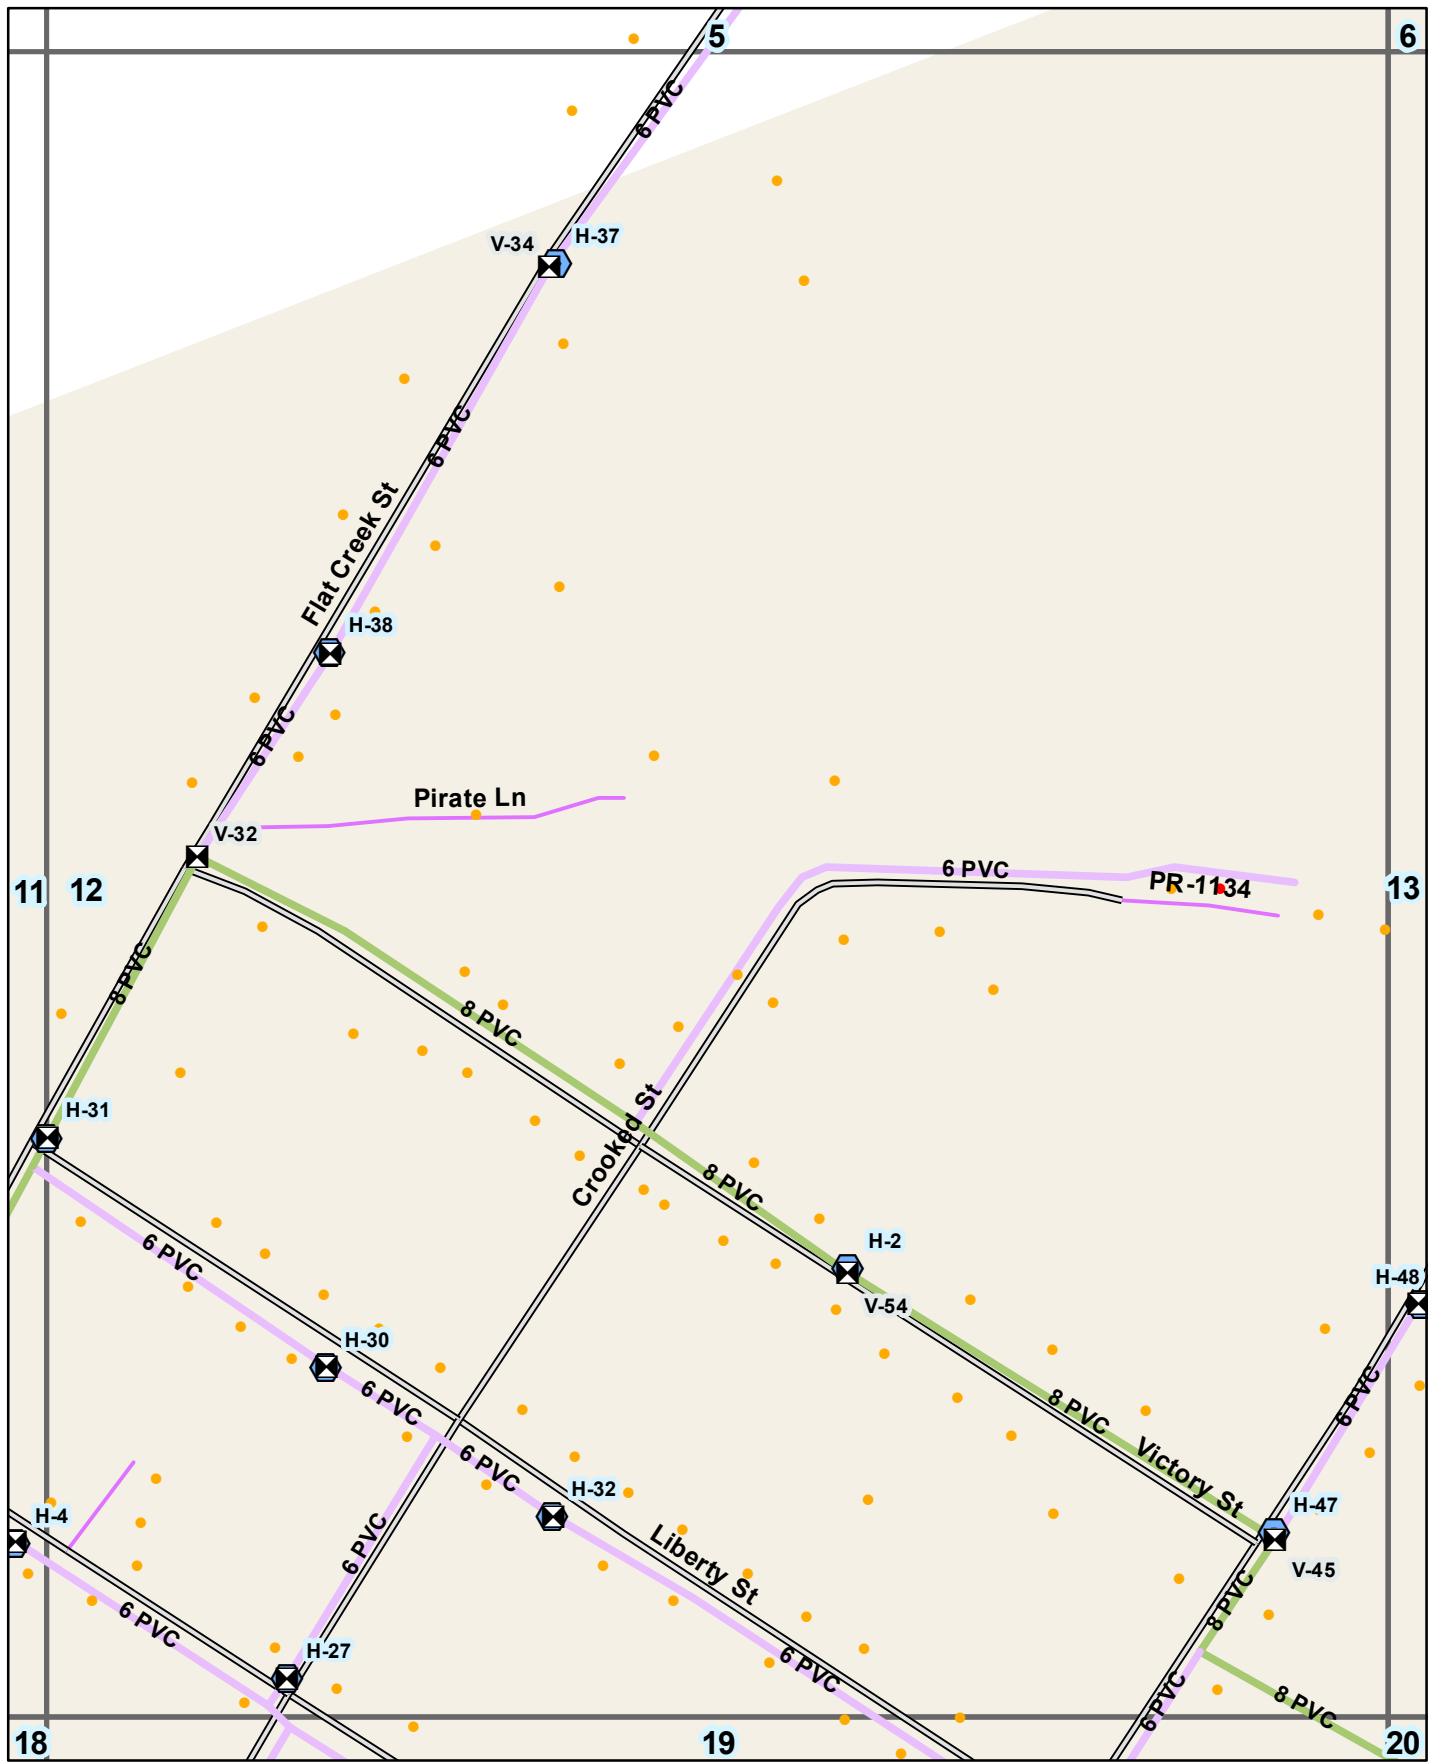 5
6
6 PVC
V-34
H-37
6 PVC
Flat Creek St
H-38
6 PVC
Pirate Ln
V-32
6 PVC
PR-1134
11
12
13
8 PVC
8 PVC
Crooked St
H-31
8 PVC
6 PVC
H-2
H-48
V-54
H-30
6 PVC
6 PVC
8 PVC
6 PVC
Victory St
H-32
H-47
H-4
6 PVC
Liberty St
V-45
8 PVC
6 PVC
H-27
6 PVC
6 PVC
8 PVC
18
19
20